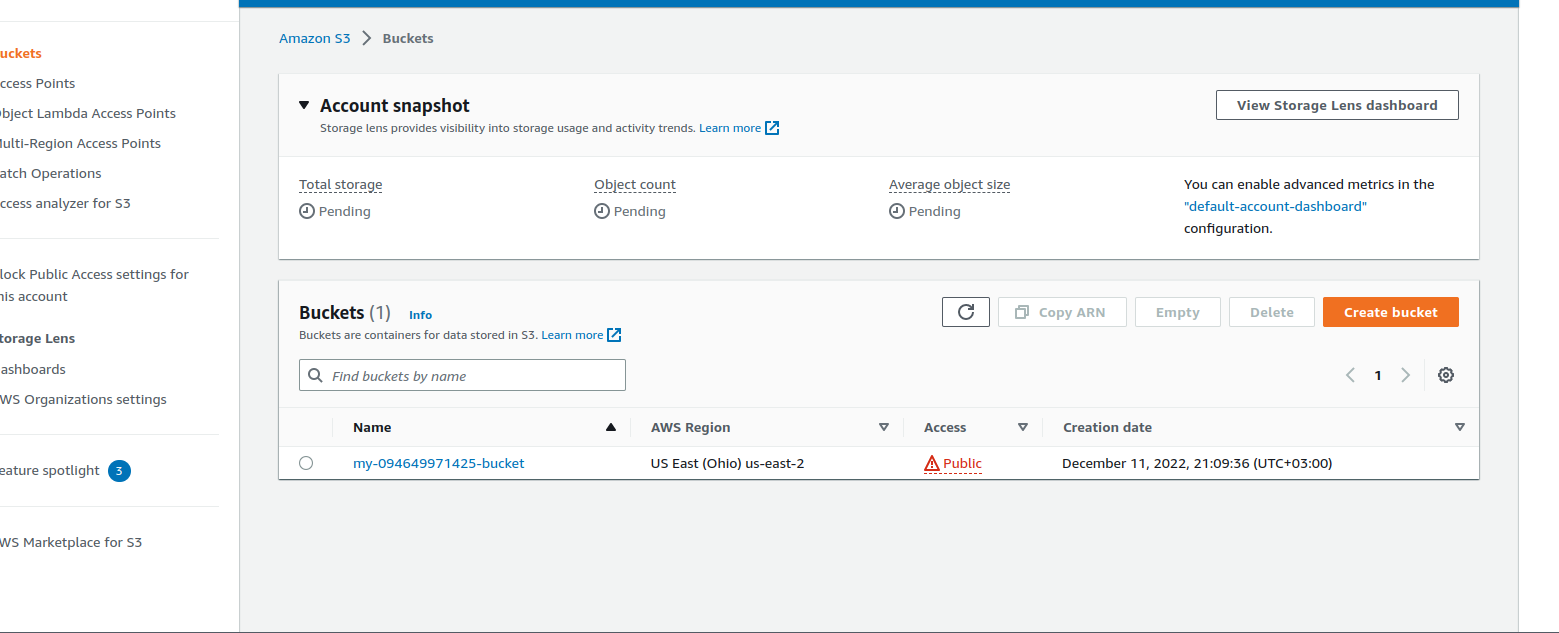 uckets
ccess Points
bject Lambda Access Points
ulti-Region Access Points
atch Operations
ccess analyzer for S3
lock Public Access settings for
his account
torage Lens
ashboards
WS Organizations settings
eature spotlight 3
WS Marketplace for S3
Amazon S3 > Buckets
Account snapshot
View Storage Lens dashboard
Storage lens provides visibility into storage usage and activity trends. Learn more
Total storage
Pending
Object count
Pending
Average object size
Pending
You can enable advanced metrics in the
"default-account-dashboard"
configuration.
Buckets (1) Info
Copy ARN Empty Delete Create bucket
Buckets are containers for data stored in S3. Learn more
Find buckets by name
1
Name AWS Region Access Creation date
my-094649971425-bucket US East (Ohio) us-east-2 Public December 11, 2022, 21:09:36 (UTC+03:00)